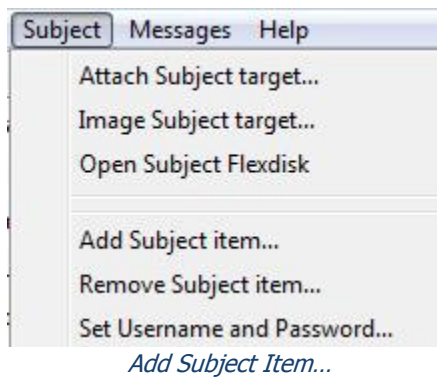 Subject Messages Help
Attach Subject target...
Image Subject target...
Open Subject Flexdisk
Add Subject item...
Remove Subject item...
Set Username and Password...
Add Subject Item...